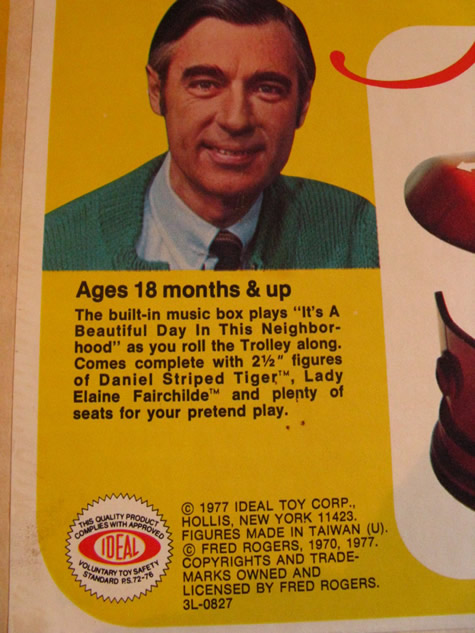 Ages 18 months & up
The built-in music box plays "It's A
Beautiful Day In This Neighbor-
hood" as you roll the Trolley along.
Comes complete with 2½" figures
of Daniel Striped Tiger,™ Lady
Elaine Fairchilde™ and plenty of
seats for your pretend play.
THIS QUALITY PRODUCT
COMPLIES WITH APPROVED
IDEAL
VOLUNTARY TOY SAFETY
STANDARD P.S. 72-76
© 1977 IDEAL TOY CORP.,
HOLLIS, NEW YORK 11423.
FIGURES MADE IN TAIWAN (U).
© FRED ROGERS, 1970, 1977.
COPYRIGHTS AND TRADE-
MARKS OWNED AND
LICENSED BY FRED ROGERS.
3L-0827